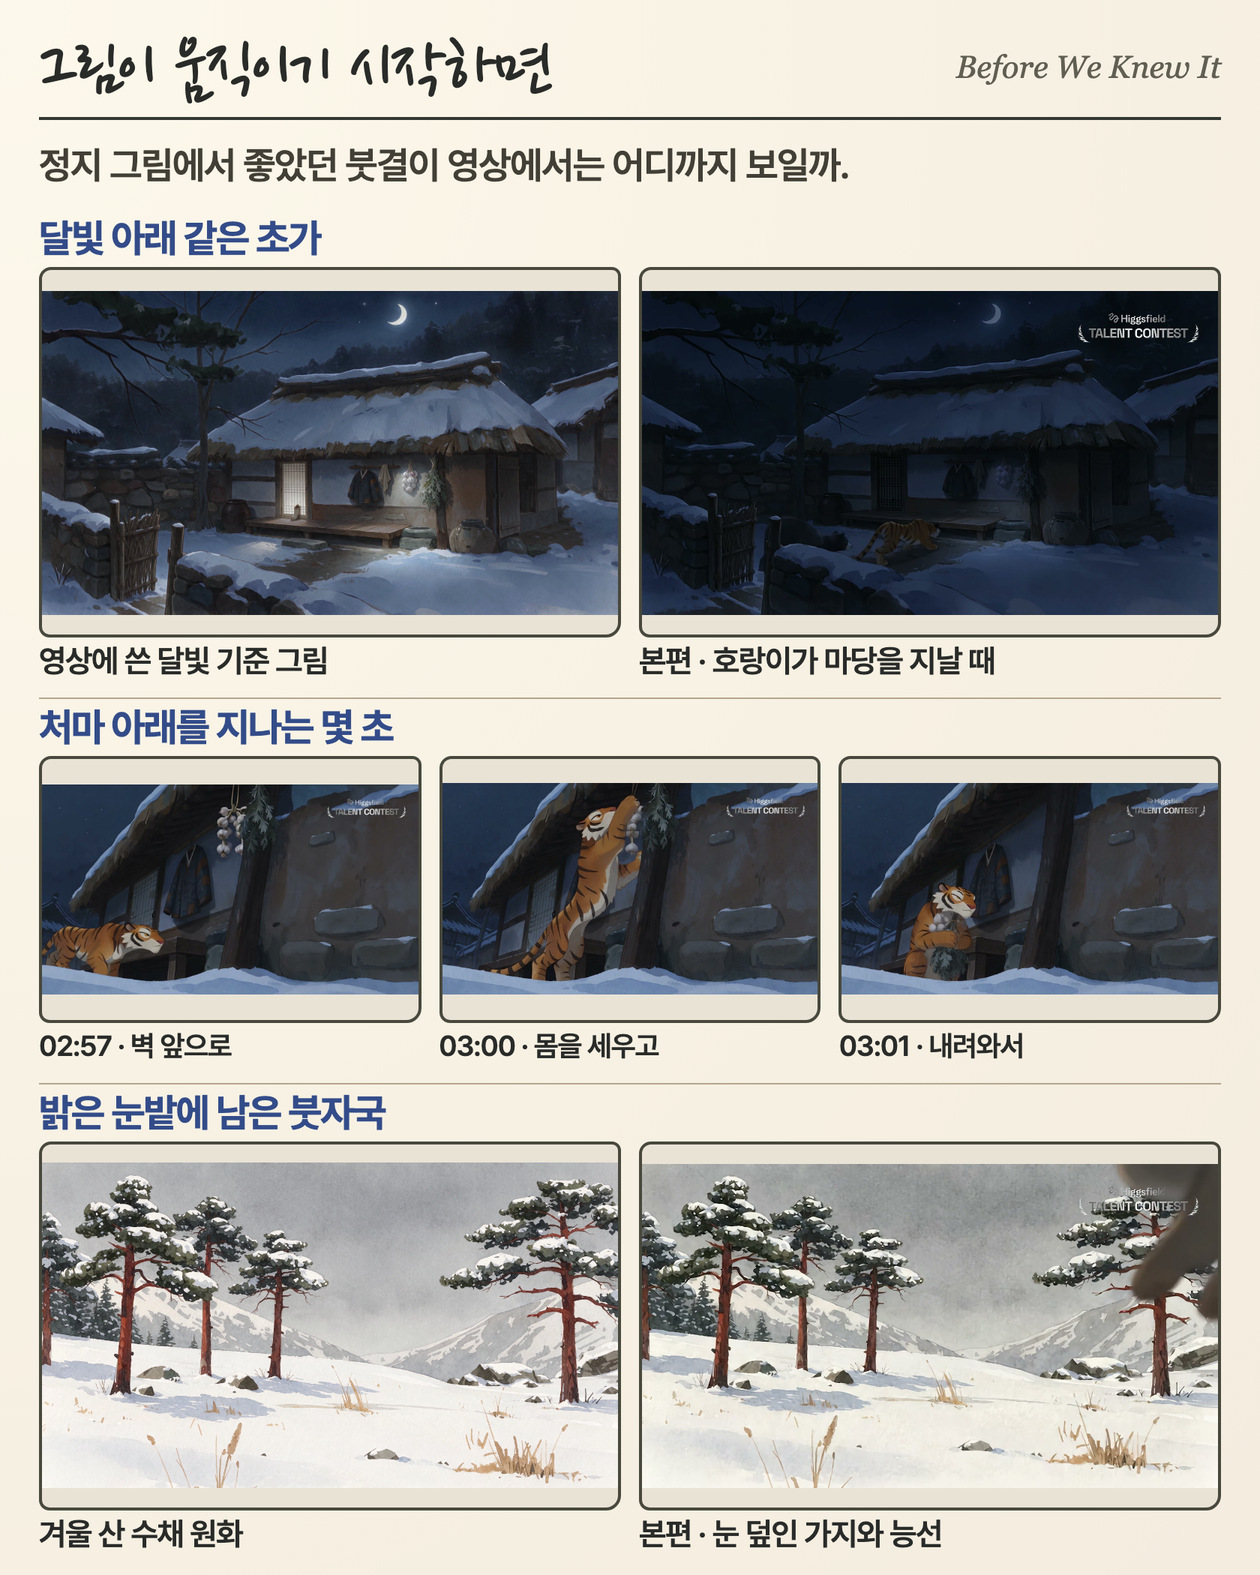 그림이 움직이기 시작하면
Before We Knew It
정지 그림에서 좋았던 붓결이 영상에서는 어디까지 보일까.
달빛 아래 같은 초가
Higgsfield
TALENT CONTEST
영상에 쓴 달빛 기준 그림
본편 · 호랑이가 마당을 지날 때
처마 아래를 지나는 몇 초
Higgsfield
TALENT CONTEST
Higgsfield
TALENT CONTEST
Higgsfield
TALENT CONTEST
02:57 · 벽 앞으로
03:00 · 몸을 세우고
03:01 · 내려와서
밝은 눈밭에 남은 붓자국
Higgsfield
TALENT CONTEST
겨울 산 수채 원화
본편 · 눈 덮인 가지와 능선